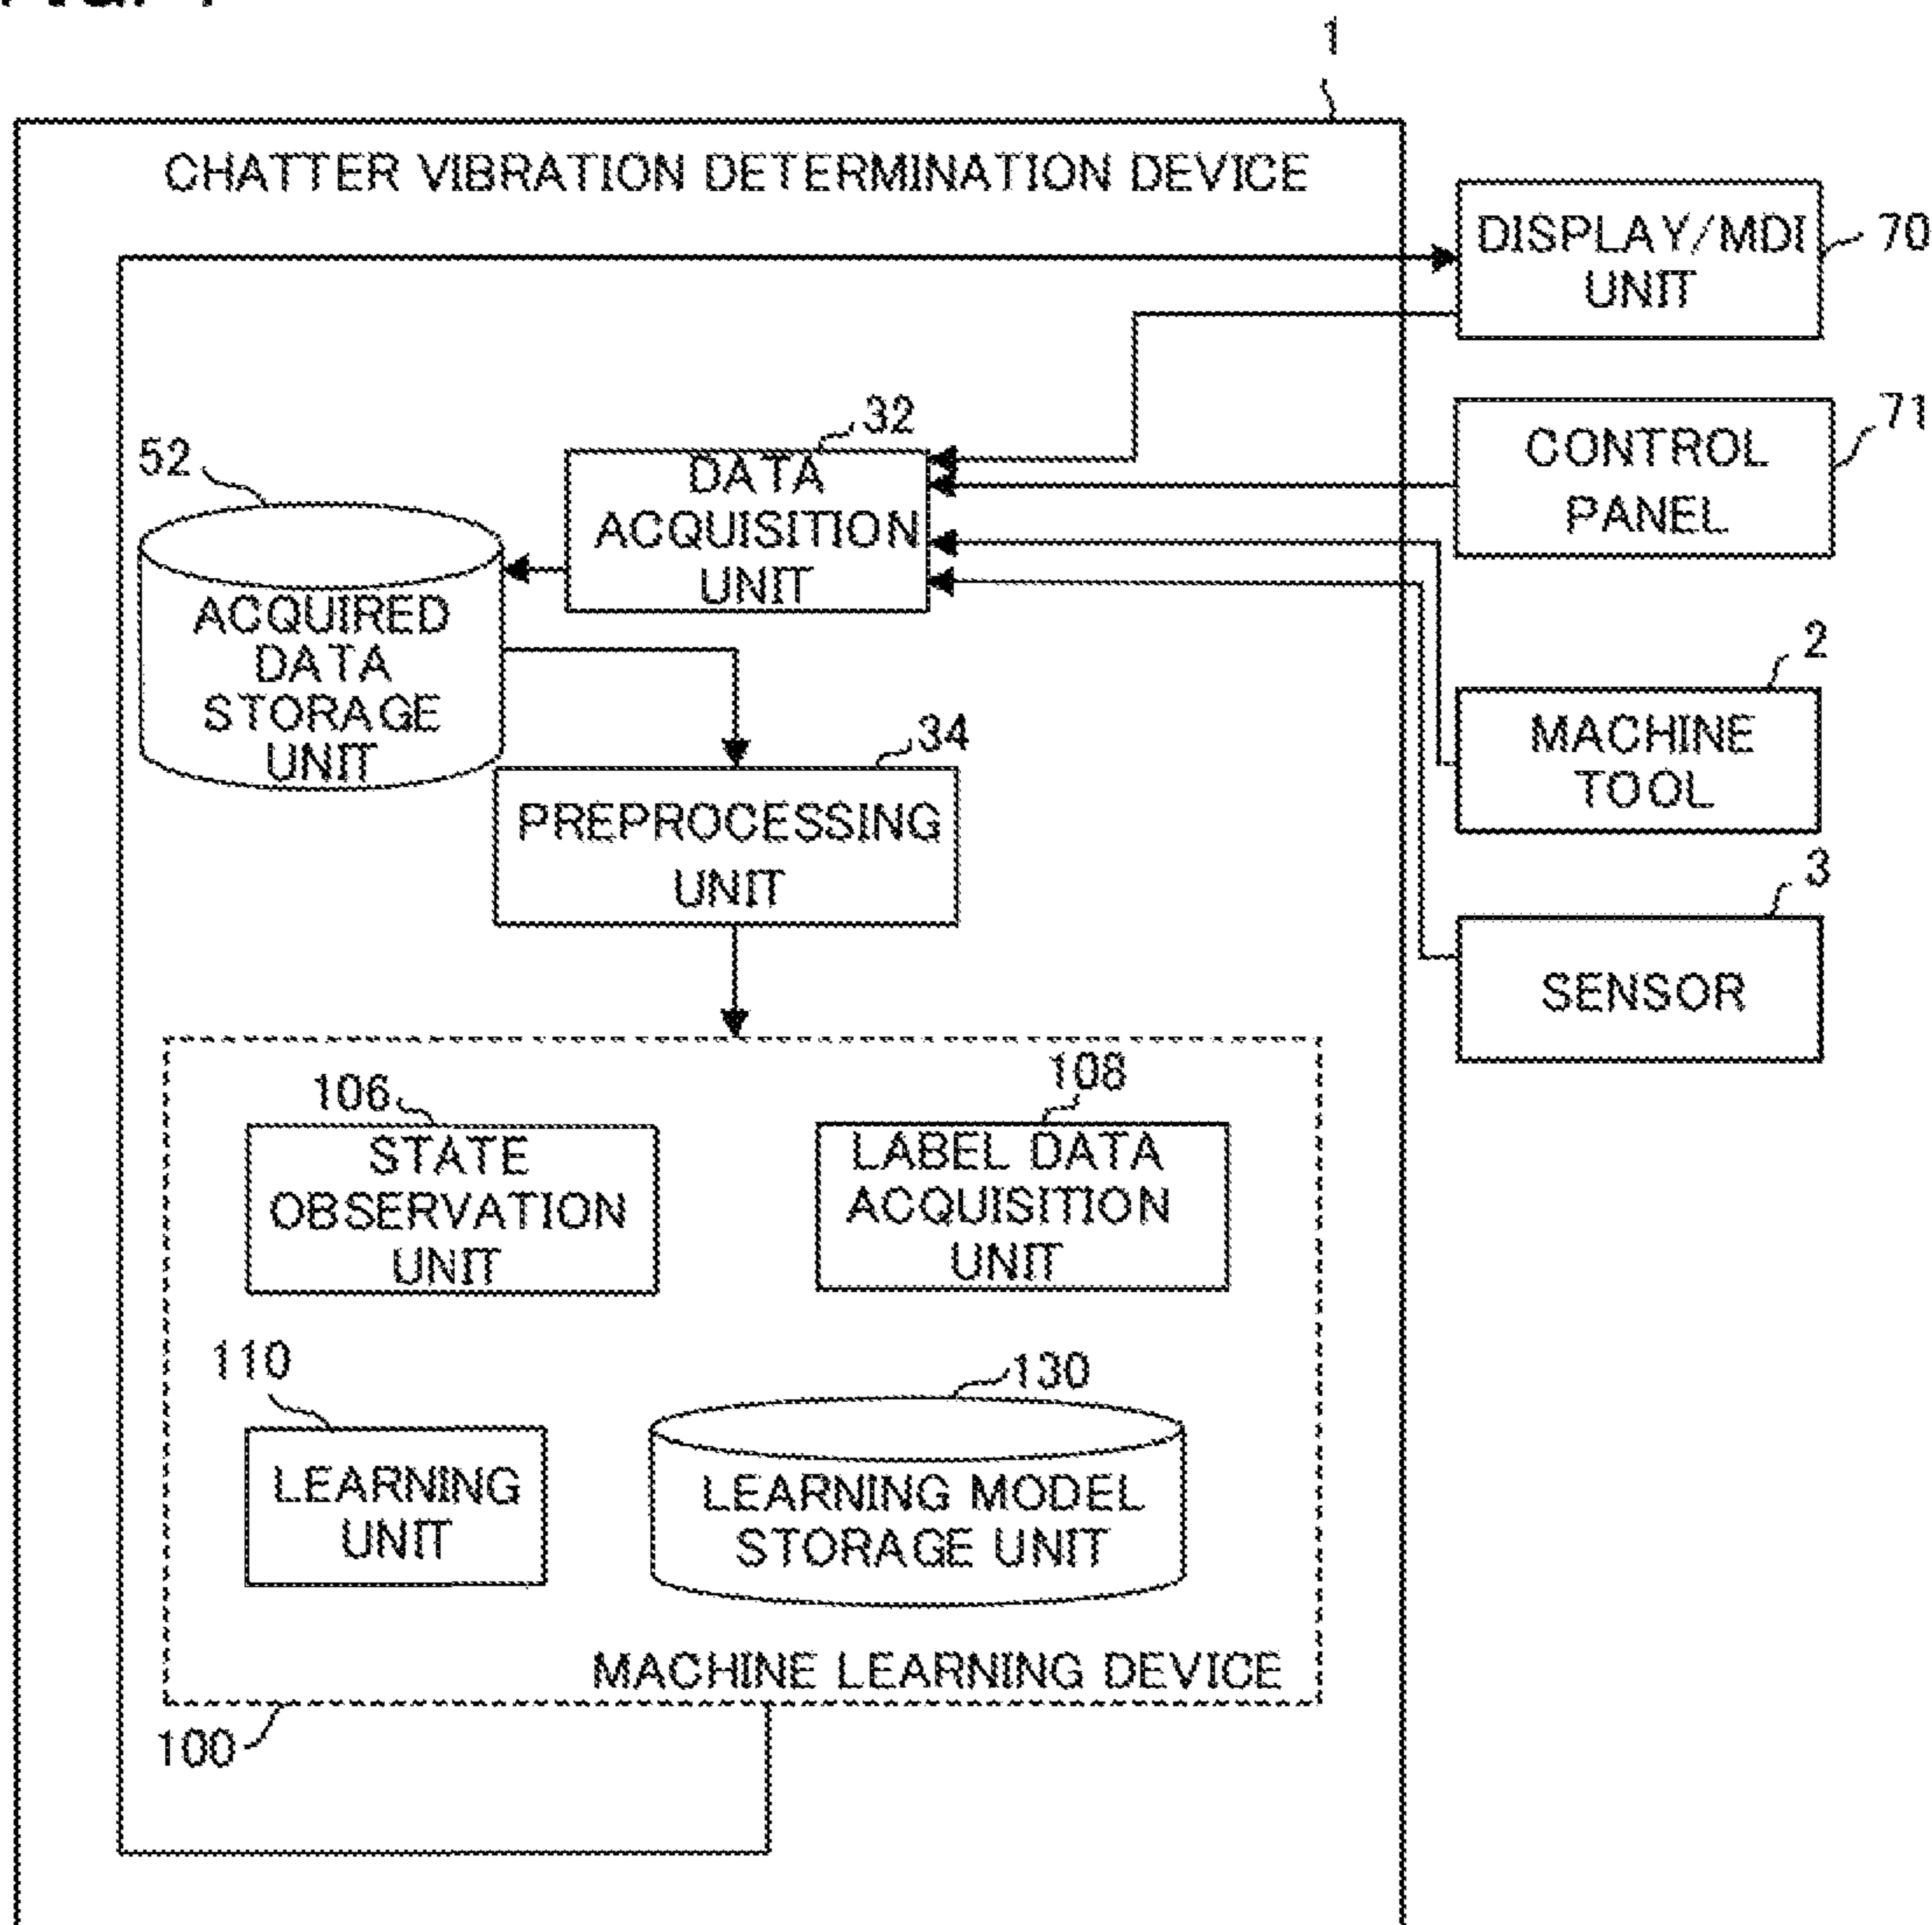 1
CHATTER VIBRATION DETERMINATION DEVICE
DISPLAY/MDI
UNIT
70
32
DATA
ACQUISITION
UNIT
CONTROL
PANEL
71
52
ACQUIRED
DATA
STORAGE
UNIT
2
MACHINE
TOOL
34
PREPROCESSING
UNIT
3
SENSOR
106
STATE
OBSERVATION
UNIT
108
LABEL DATA
ACQUISITION
UNIT
110
LEARNING
UNIT
130
LEARNING MODEL
STORAGE UNIT
MACHINE LEARNING DEVICE
100